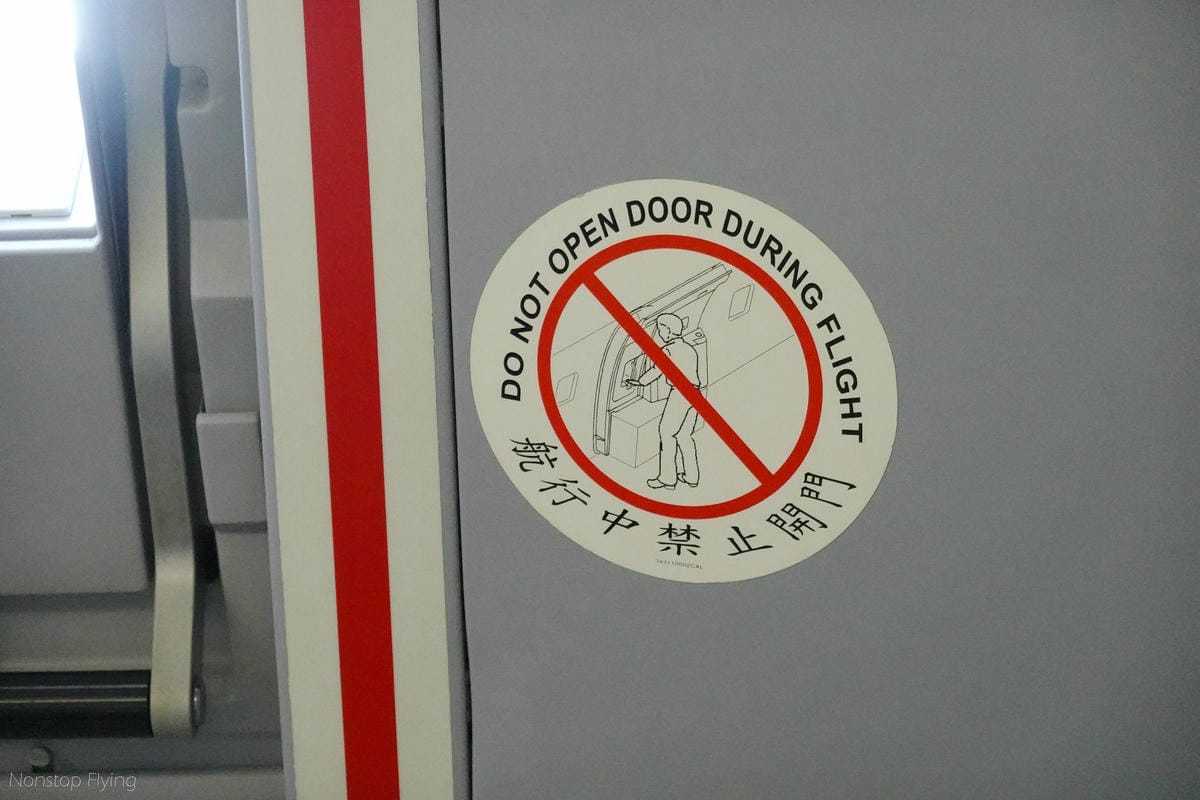 DO NOT OPEN DOOR DURING FLIGHT
航行中禁止開門
Nonstop Flying